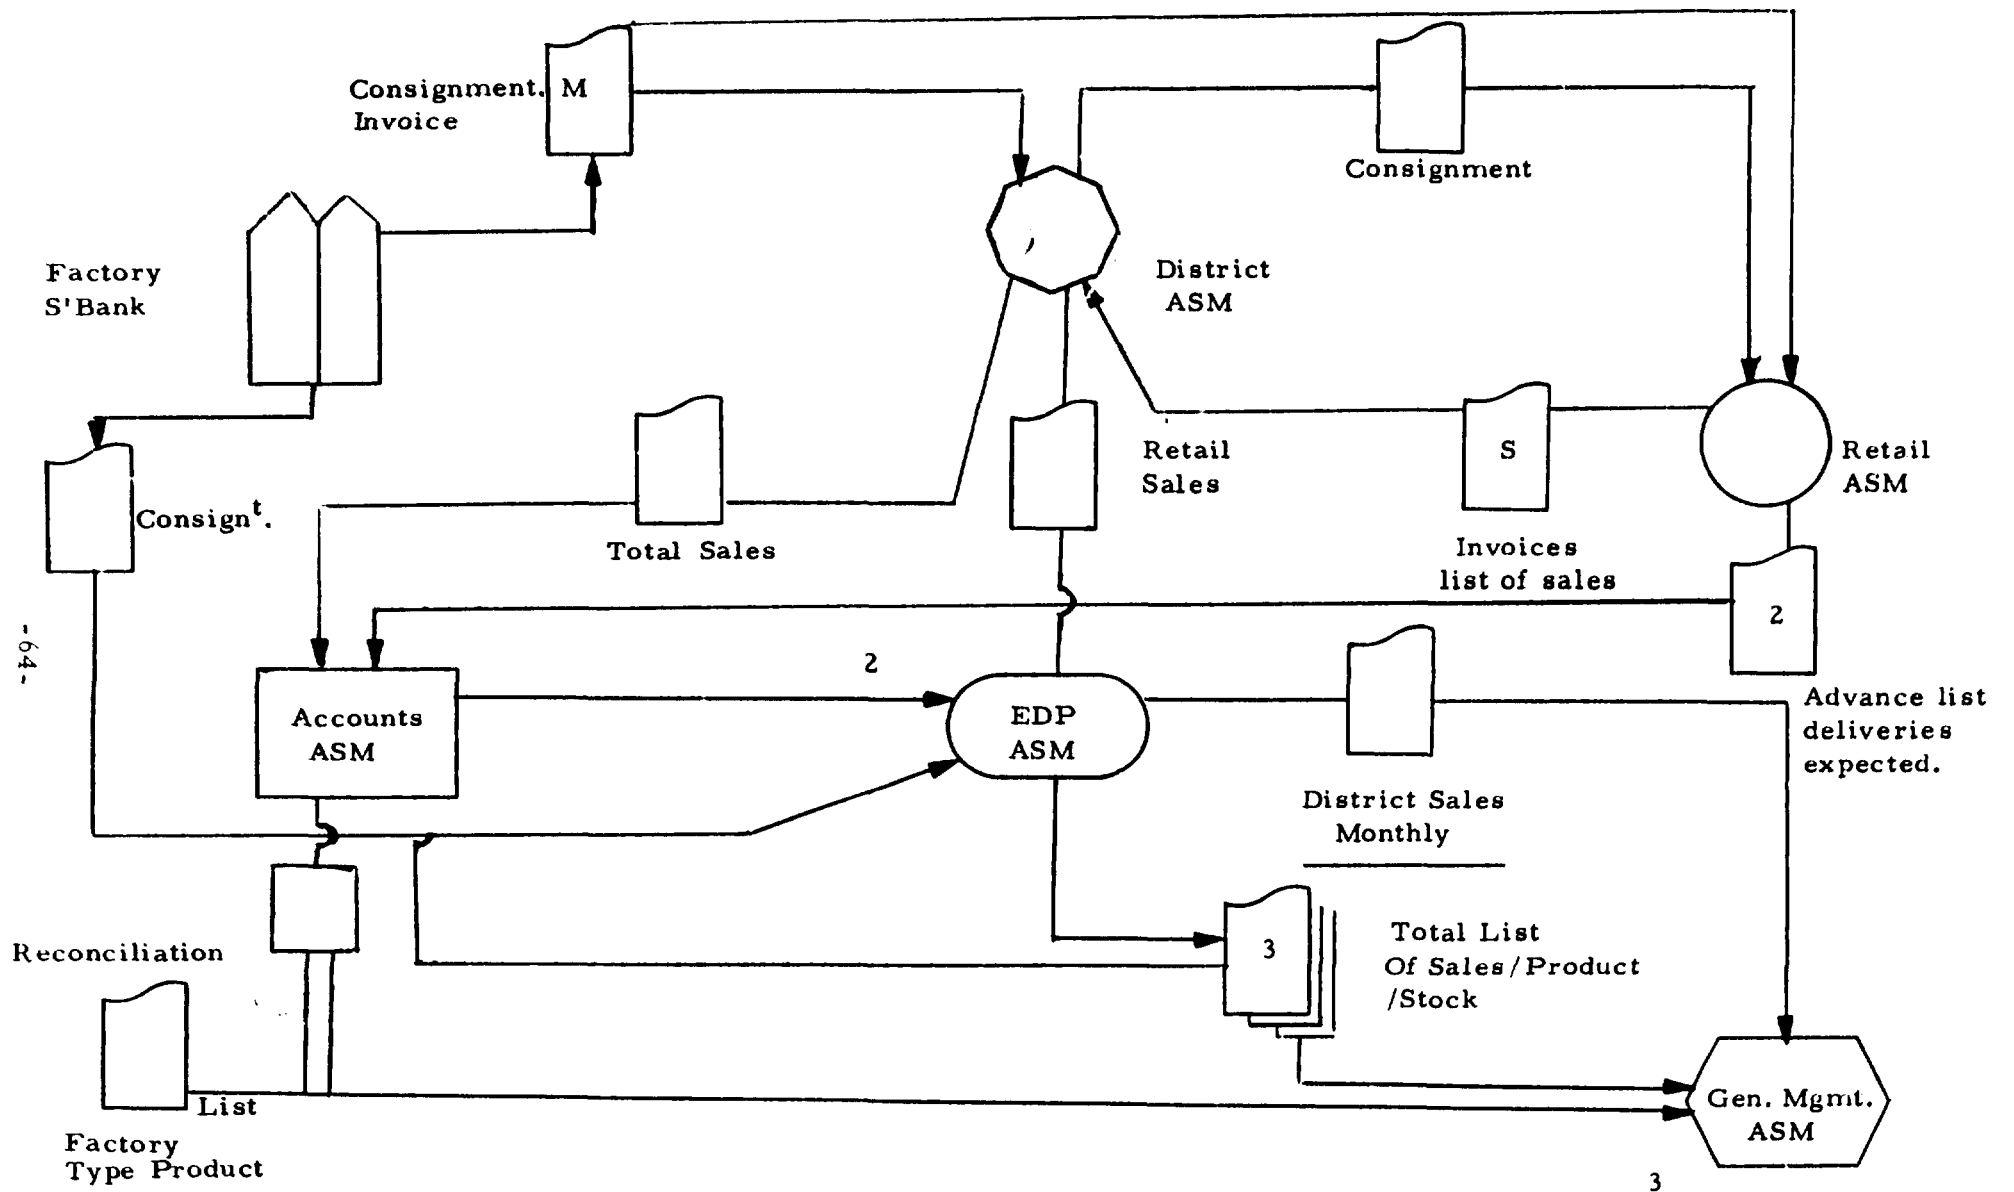 Consignment. M
Invoice
Consignment
Factory
S'Bank
District
ASM
Consignt.
Total Sales
Retail
Sales
S
Retail
ASM
Invoices
list of sales
2
-64-
2
Accounts
ASM
EDP
ASM
Advance list
deliveries
expected.
District Sales
Monthly
Reconciliation
3
Total List
Of Sales/Product
/Stock
List
Factory
Type Product
Gen. Mgmt.
ASM
3